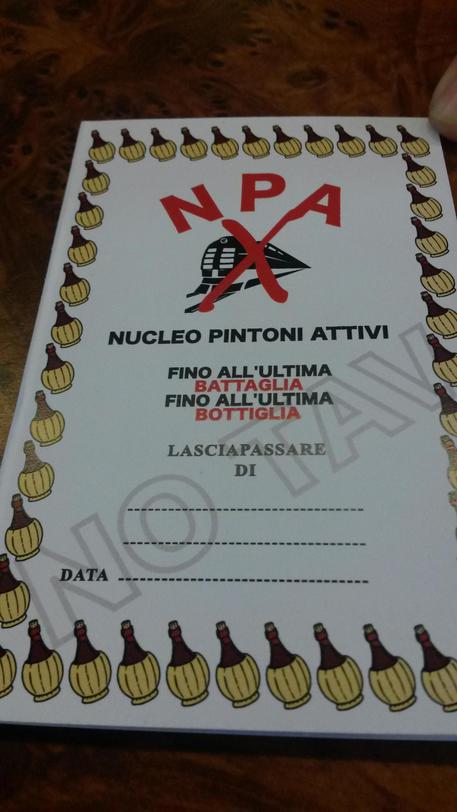 NPA
NUCLEO PINTONI ATTIVI
FINO ALL'ULTIMA
BATTAGLIA
FINO ALL'ULTIMA
BOTTIGLIA
LASCIAPASSARE
DI
DATA
NO TAV